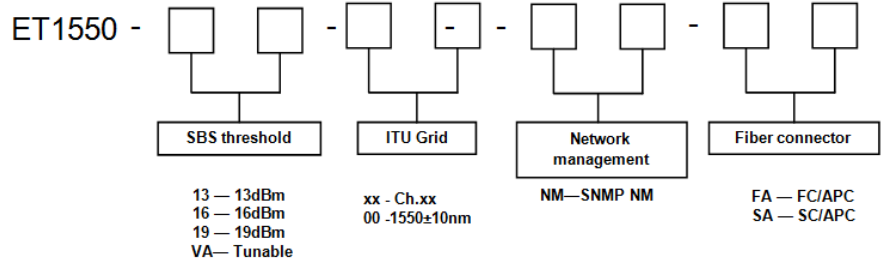 ET1550 - - - - -
SBS threshold
ITU Grid
Network
management
Fiber connector
13 — 13dBm
16 — 16dBm
19 — 19dBm
VA— Tunable
xx - Ch.xx
00 -1550±10nm
NM—SNMP NM
FA — FC/APC
SA — SC/APC